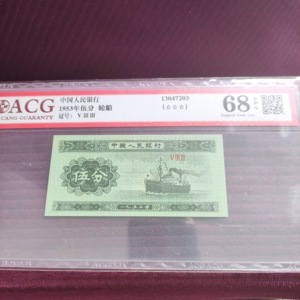 ACG
CANG GUARANTY
中国人民银行
1953年伍分 轮船
冠号: V III III
13047203
(☆☆☆)
68
中国人民银行
伍分
一九五三年